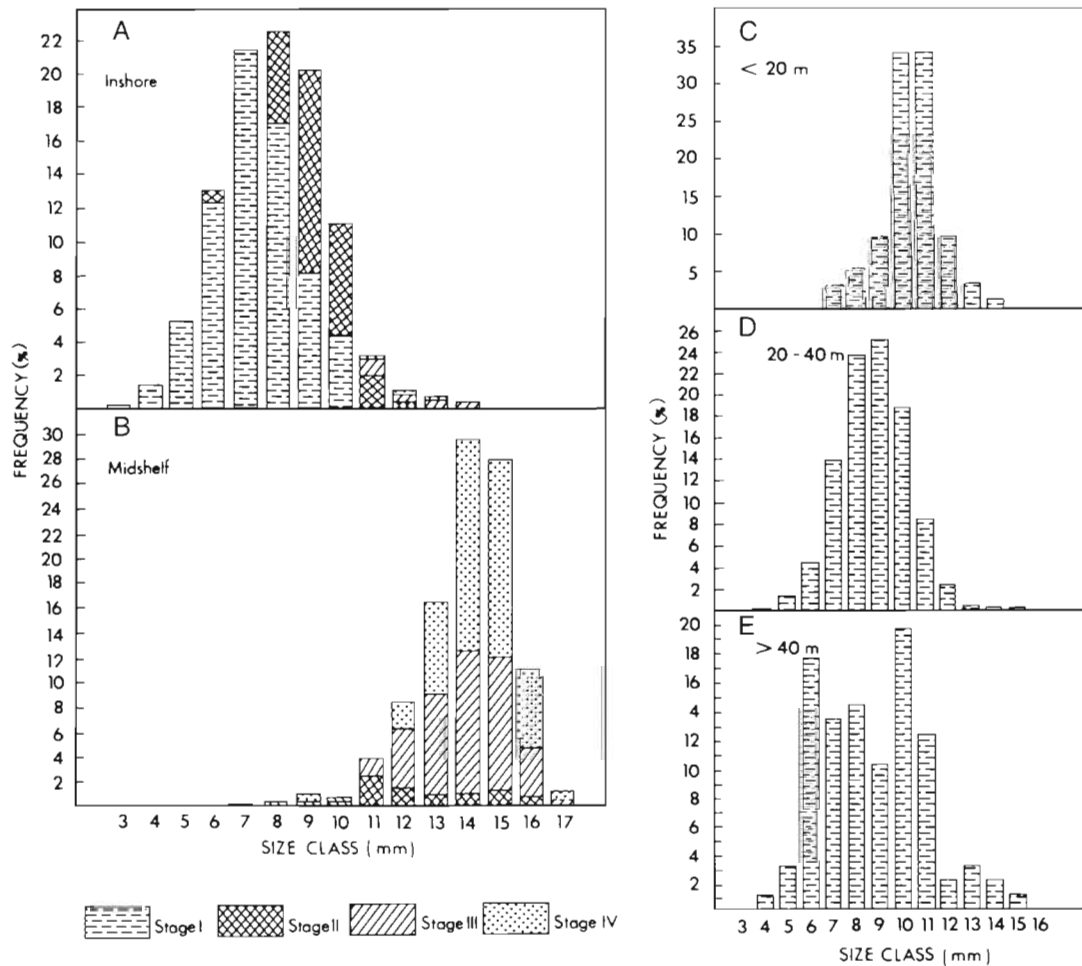 A
Inshore
22
20
18
16
14
12
10
8
6
4
2
B
Midshelf
30
28
26
24
22
20
18
16
14
12
10
8
6
4
2
FREQUENCY (%)
3 4 5 6 7 8 9 10 11 12 13 14 15 16 17
SIZE CLASS (mm)
Stage I
Stage II
Stage III
Stage IV
C
< 20 m
35
30
25
20
15
10
5
D
20 - 40 m
26
24
22
20
18
16
14
12
10
8
6
4
2
E
> 40 m
20
18
16
14
12
10
8
6
4
2
FREQUENCY (%)
3 4 5 6 7 8 9 10 11 12 13 14 15 16
SIZE CLASS (mm)